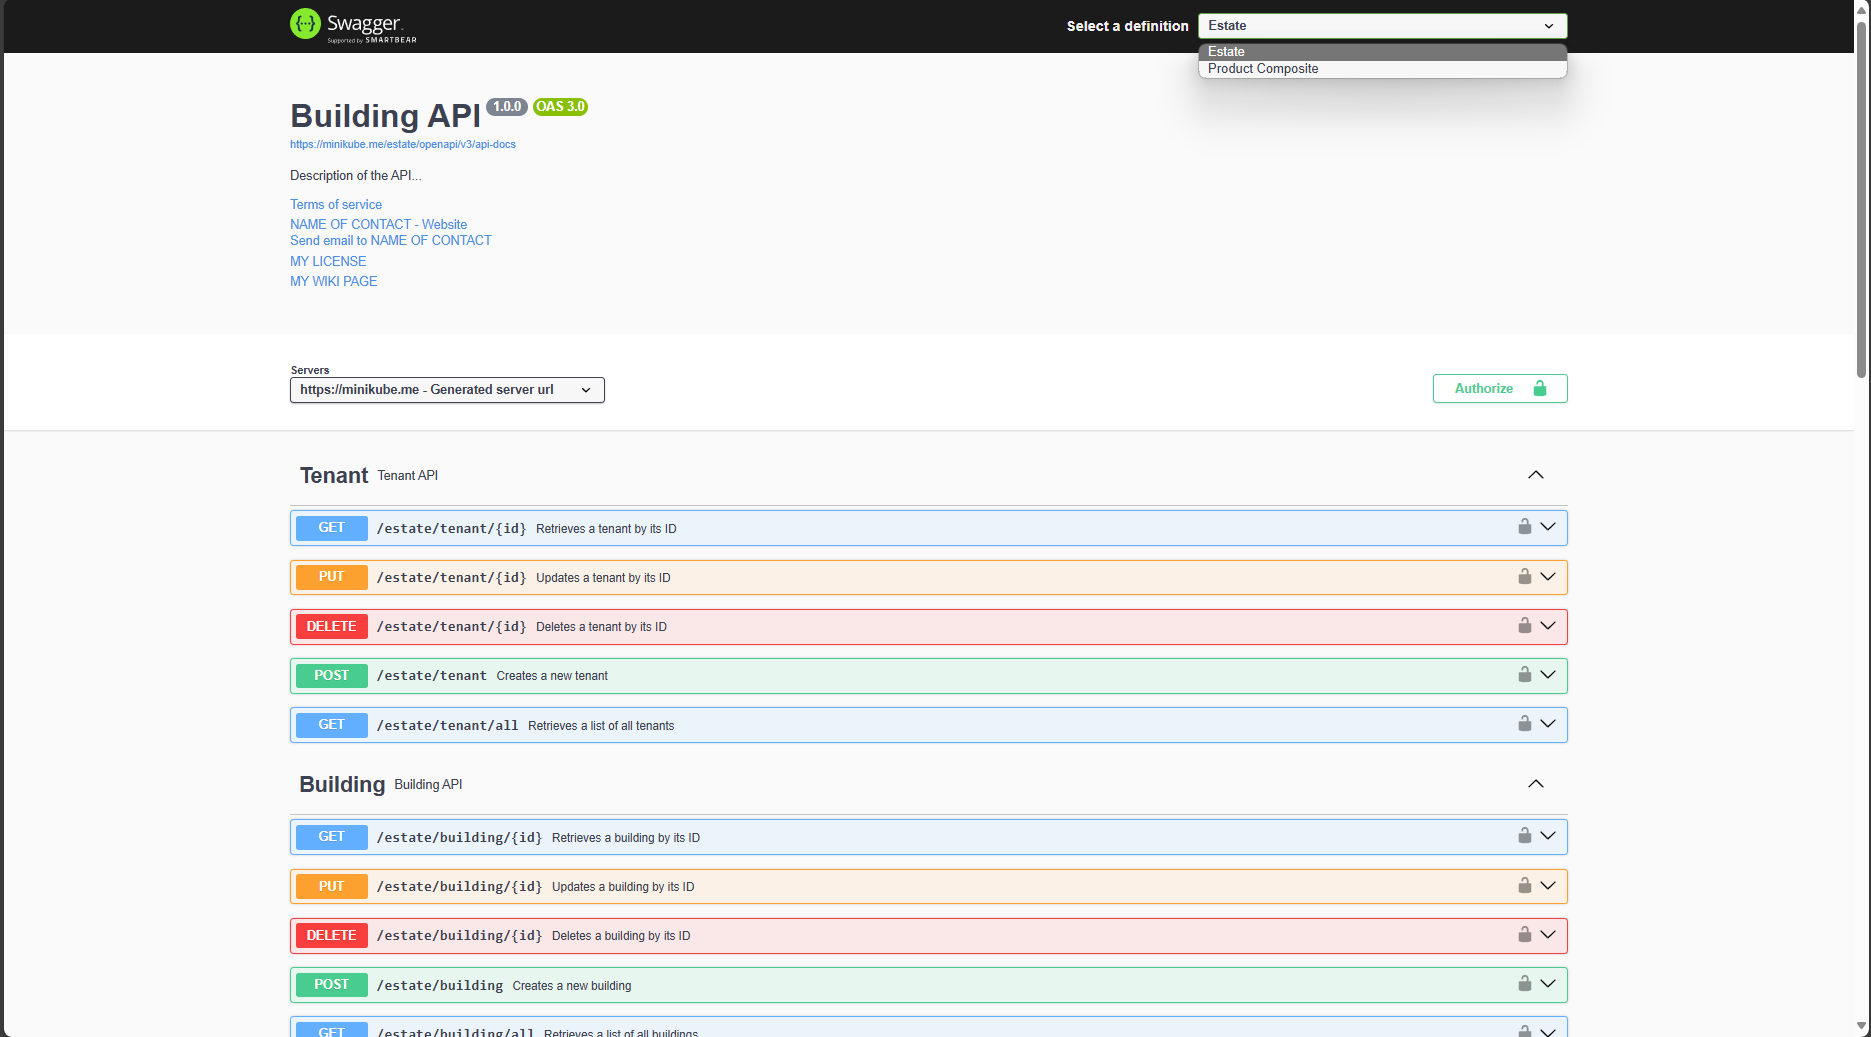 Swagger.
Supported by SMARTBEAR
Select a definition
Estate
Estate
Product Composite
Building API 1.0.0 OAS 3.0
https://minikube.me/estate/openapi/v3/api-docs
Description of the API...
Terms of service
NAME OF CONTACT - Website
Send email to NAME OF CONTACT
MY LICENSE
MY WIKI PAGE
Servers
https://minikube.me - Generated server url
Authorize
Tenant Tenant API
GET /estate/tenant/{id} Retrieves a tenant by its ID
PUT /estate/tenant/{id} Updates a tenant by its ID
DELETE /estate/tenant/{id} Deletes a tenant by its ID
POST /estate/tenant Creates a new tenant
GET /estate/tenant/all Retrieves a list of all tenants
Building Building API
GET /estate/building/{id} Retrieves a building by its ID
PUT /estate/building/{id} Updates a building by its ID
DELETE /estate/building/{id} Deletes a building by its ID
POST /estate/building Creates a new building
GET /estate/building/all Retrieves a list of all buildings